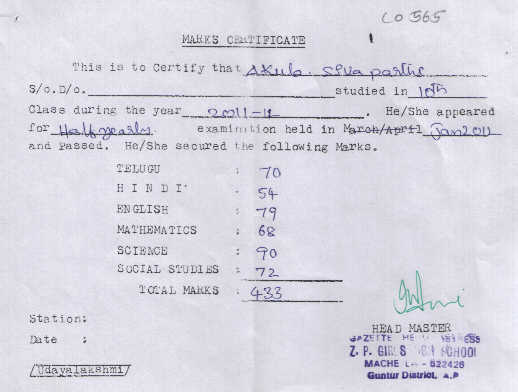 CO 565
MARKS CERTIFICATE
This is to Certify that Akula Siva parthi
S/o.D/o. studied in 10th
Class during the year 2011-12. He/She appeared
for Half yearly examination held in March/April Jan 2011
and Passed. He/She secured the following Marks.
TELUGU : 70
HINDI : 54
ENGLISH : 79
MATHEMATICS : 68
SCIENCE : 90
SOCIAL STUDIES : 72
TOTAL MARKS : 433
Station:
HEAD MASTER
Date :
Z. P. GIRLS HIGH SCHOOL
/Udayalakshmi/
522426
Guntur District, A.P